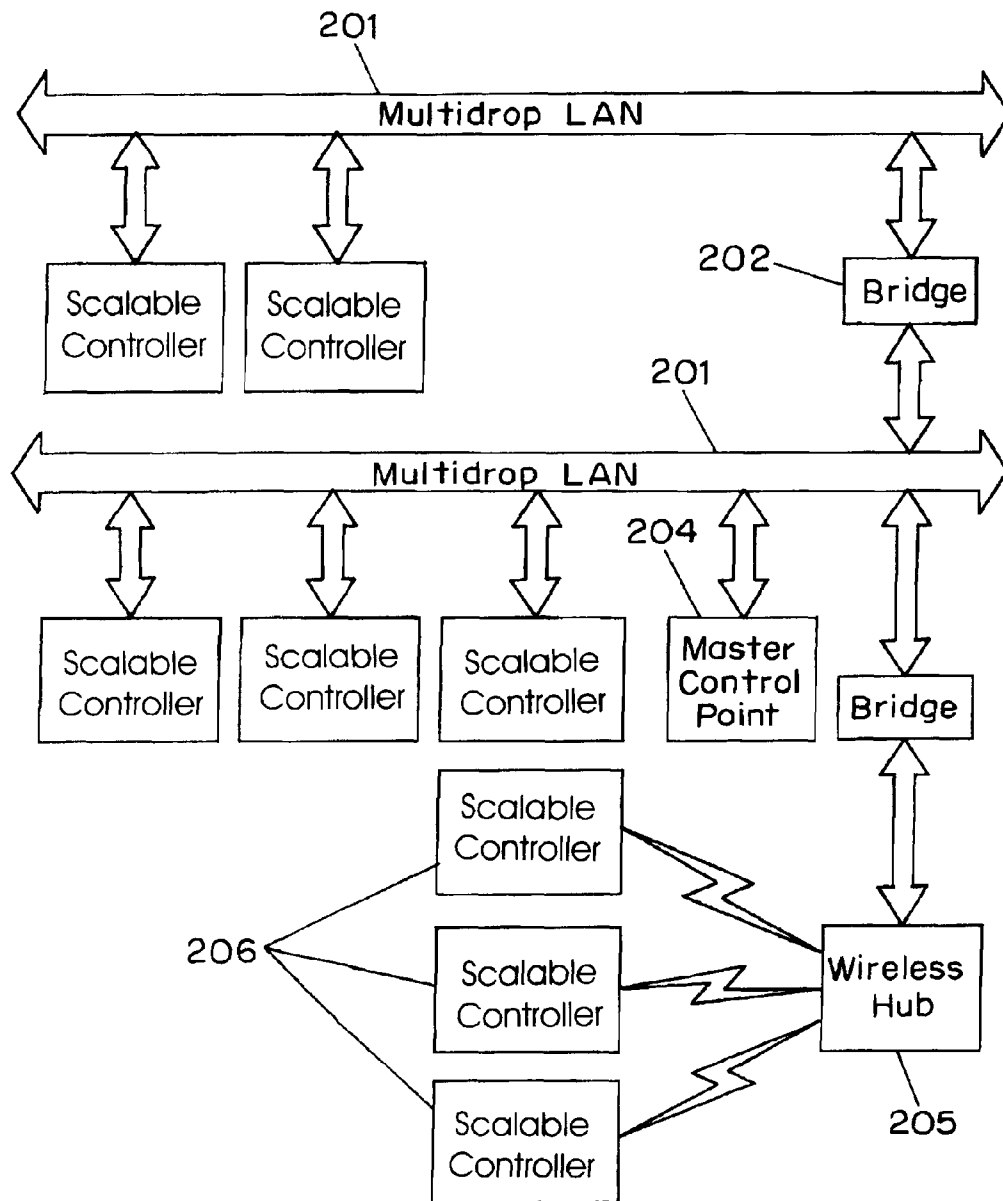 201
Multidrop LAN
202
Bridge
Scalable
Controller
Scalable
Controller
201
Multidrop LAN
204
Scalable
Controller
Scalable
Controller
Scalable
Controller
Master
Control
Point
Bridge
Scalable
Controller
206
Scalable
Controller
Wireless
Hub
Scalable
Controller
205